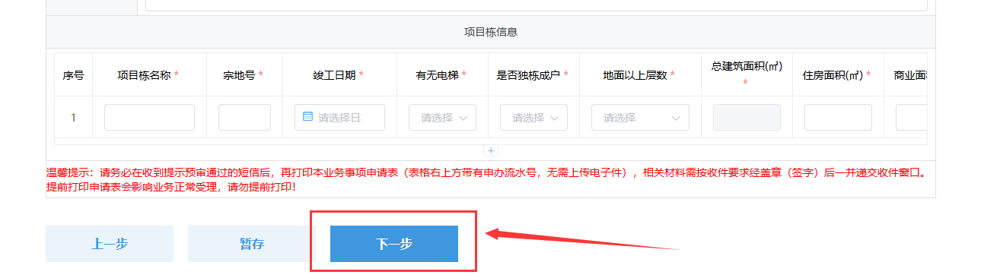 项目栋信息
序号 项目栋名称 * 宗地号 * 竣工日期 * 有无电梯 * 是否独栋成户 * 地面以上层数 * 总建筑面积(㎡) * 住房面积(㎡) * 商业面
1 请选择日 请选择 请选择 请选择
+
温馨提示：请务必在收到提示预审通过的短信后，再打印本业务事项申请表（表格右上方带有申办流水号，无需上传电子件），相关材料需按收件要求经盖章（签字）后一并递交收件窗口。
提前打印申请表会影响业务正常受理，请勿提前打印！
上一步 暂存 下一步